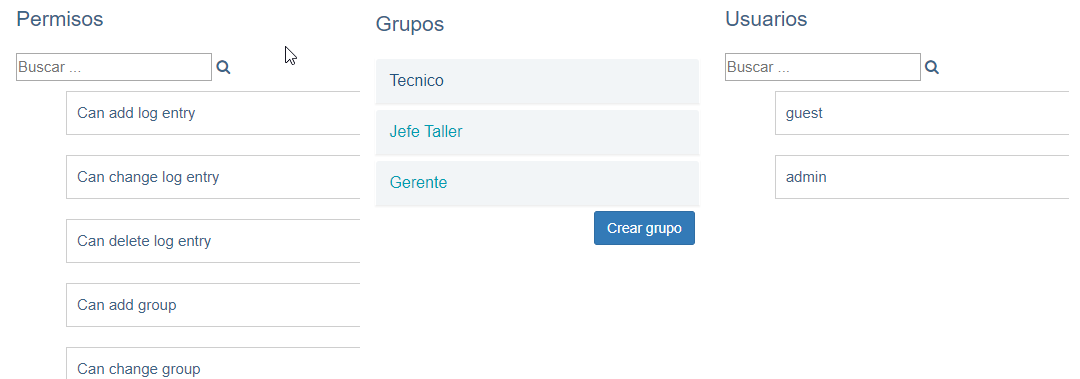 Permisos
Buscar ...
Can add log entry
Can change log entry
Can delete log entry
Can add group
Can change group
Grupos
Tecnico
Jefe Taller
Gerente
Crear grupo
Usuarios
Buscar ...
guest
admin